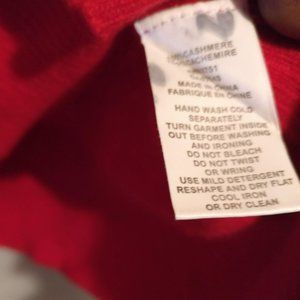 CASHMERE
CACHEMIRE
MADE IN CHINA
FABRIQUE EN CHINE
HAND WASH COLD
SEPARATELY
TURN GARMENT INSIDE
OUT BEFORE WASHING
AND IRONING
DO NOT BLEACH
DO NOT TWIST
OR WRING
USE MILD DETERGENT
RESHAPE AND DRY FLAT
COOL IRON
OR DRY CLEAN